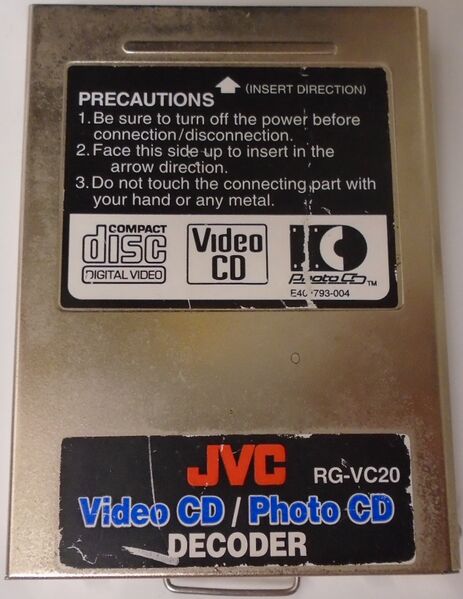 (INSERT DIRECTION)
PRECAUTIONS
1. Be sure to turn off the power before
connection/disconnection.
2. Face this side up to insert in the
arrow direction.
3. Do not touch the connecting part with
your hand or any metal.
COMPACT
disc
DIGITAL VIDEO
Video
CD
Photo CD TM
793-004
JVC
RG-VC20
Video CD / Photo CD
DECODER